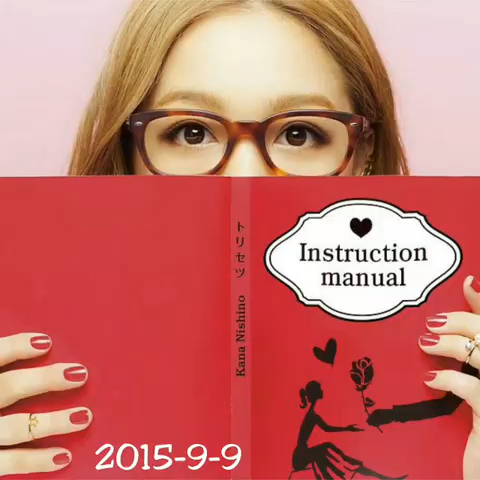 トリセツ
Kana Nishino
Instruction
manual
2015-9-9